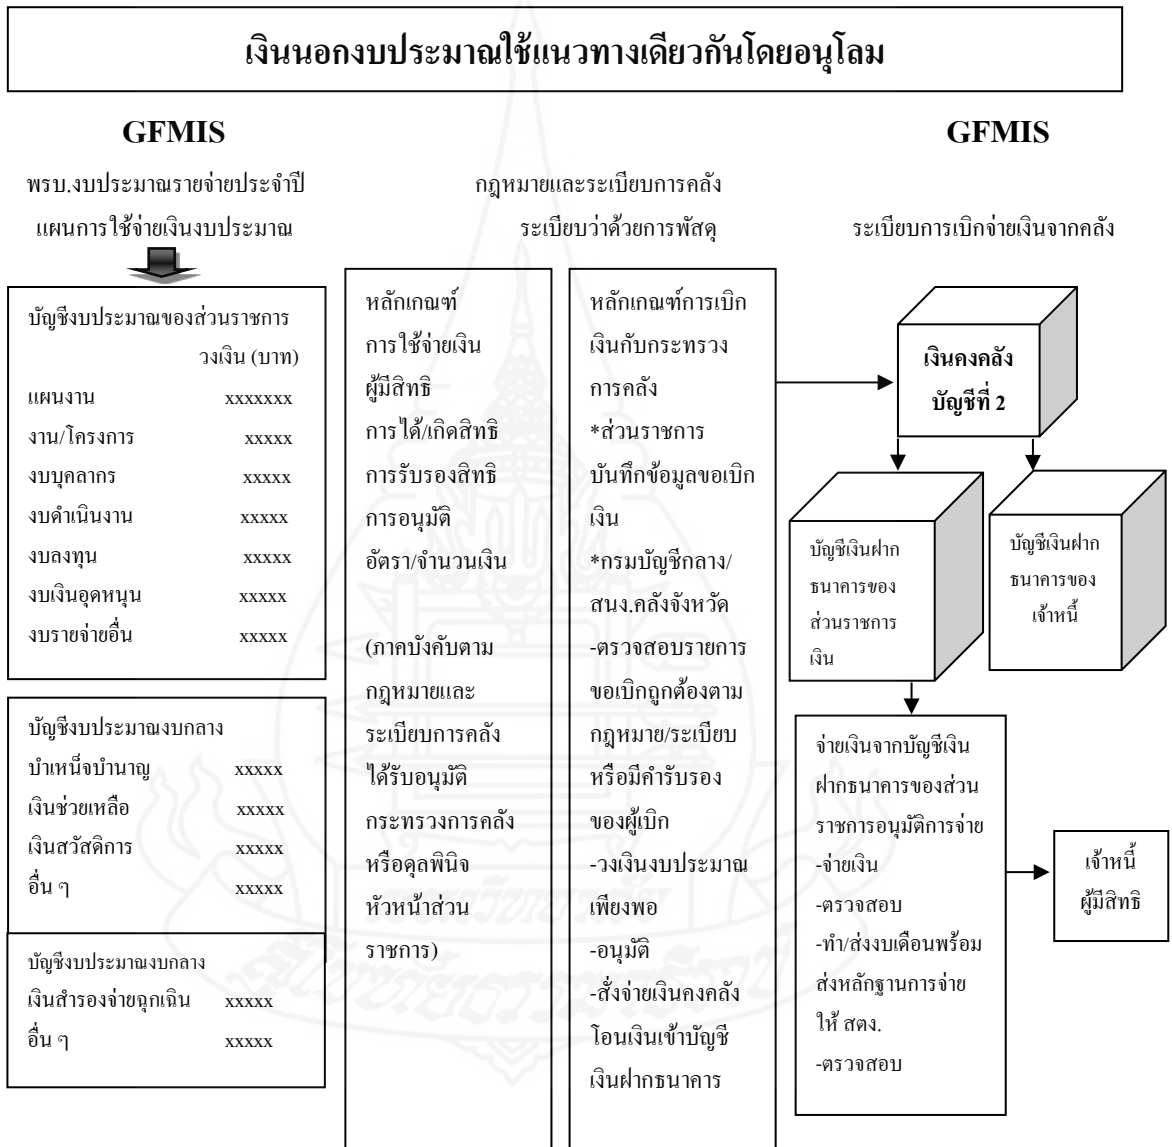 เงินนอกงบประมาณใช้แนวทางเดียวกันโดยอนุโลม
GFMIS
พรบ.งบประมาณรายจ่ายประจำปี
แผนการใช้จ่ายเงินงบประมาณ
กฎหมายและระเบียบการคลัง
ระเบียบว่าด้วยการพัสดุ
GFMIS
ระเบียบการเบิกจ่ายเงินจากคลัง
บัญชีงบประมาณของส่วนราชการ
วงเงิน (บาท)
แผนงาน xxxxxxx
งาน/โครงการ xxxxx
งบบุคลากร xxxxx
งบดำเนินงาน xxxxx
งบลงทุน xxxxx
งบเงินอุดหนุน xxxxx
งบรายจ่ายอื่น xxxxx
บัญชีงบประมาณงบกลาง
บำเหน็จบำนาญ xxxxx
เงินช่วยเหลือ xxxxx
เงินสวัสดิการ xxxxx
อื่น ๆ xxxxx
บัญชีงบประมาณงบกลาง
เงินสำรองจ่ายฉุกเฉิน xxxxx
อื่น ๆ xxxxx
หลักเกณฑ์
การใช้จ่ายเงิน
ผู้มีสิทธิ
การได้/เกิดสิทธิ
การรับรองสิทธิ
การอนุมัติ
อัตรา/จำนวนเงิน
(ภาคบังคับตาม
กฎหมายและ
ระเบียบการคลัง
ได้รับอนุมัติ
กระทรวงการคลัง
หรือดุลพินิจ
หัวหน้าส่วน
ราชการ)
หลักเกณฑ์การเบิก
เงินกับกระทรวง
การคลัง
*ส่วนราชการ
บันทึกข้อมูลขอเบิก
เงิน
*กรมบัญชีกลาง/
สนง.คลังจังหวัด
-ตรวจสอบรายการ
ขอเบิกถูกต้องตาม
กฎหมาย/ระเบียบ
หรือมีคำรับรอง
ของผู้เบิก
-วงเงินงบประมาณ
เพียงพอ
-อนุมัติ
-สั่งจ่ายเงินคงคลัง
โอนเงินเข้าบัญชี
เงินฝากธนาคาร
เงินคงคลัง
บัญชีที่ 2
บัญชีเงินฝาก
ธนาคารของ
ส่วนราชการ
เงิน
บัญชีเงินฝาก
ธนาคารของ
เจ้าหนี้
จ่ายเงินจากบัญชีเงิน
ฝากธนาคารของส่วน
ราชการอนุมัติการจ่าย
-จ่ายเงิน
-ตรวจสอบ
-ทำ/ส่งงบเดือนพร้อม
ส่งหลักฐานการจ่าย
ให้ สตง.
-ตรวจสอบ
เจ้าหนี้
ผู้มีสิทธิ